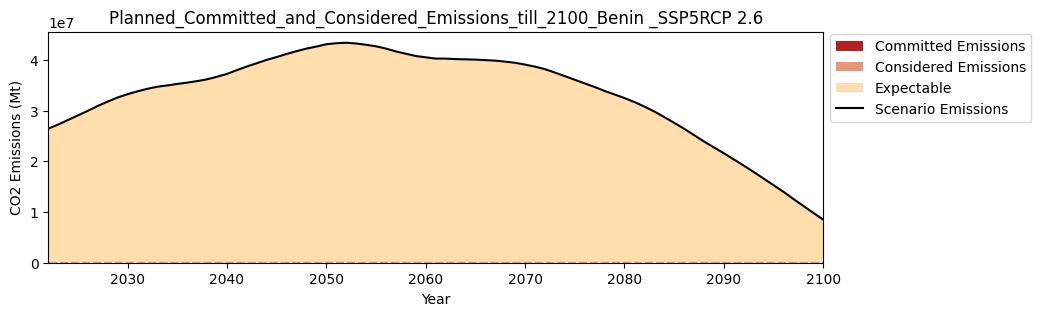 Planned_Committed_and_Considered_Emissions_till_2100_Benin _SSP5RCP 2.6
1e7
4
3
2
1
0
CO2 Emissions (Mt)
2030 2040 2050 2060 2070 2080 2090 2100
Year
Committed Emissions
Considered Emissions
Expectable
Scenario Emissions